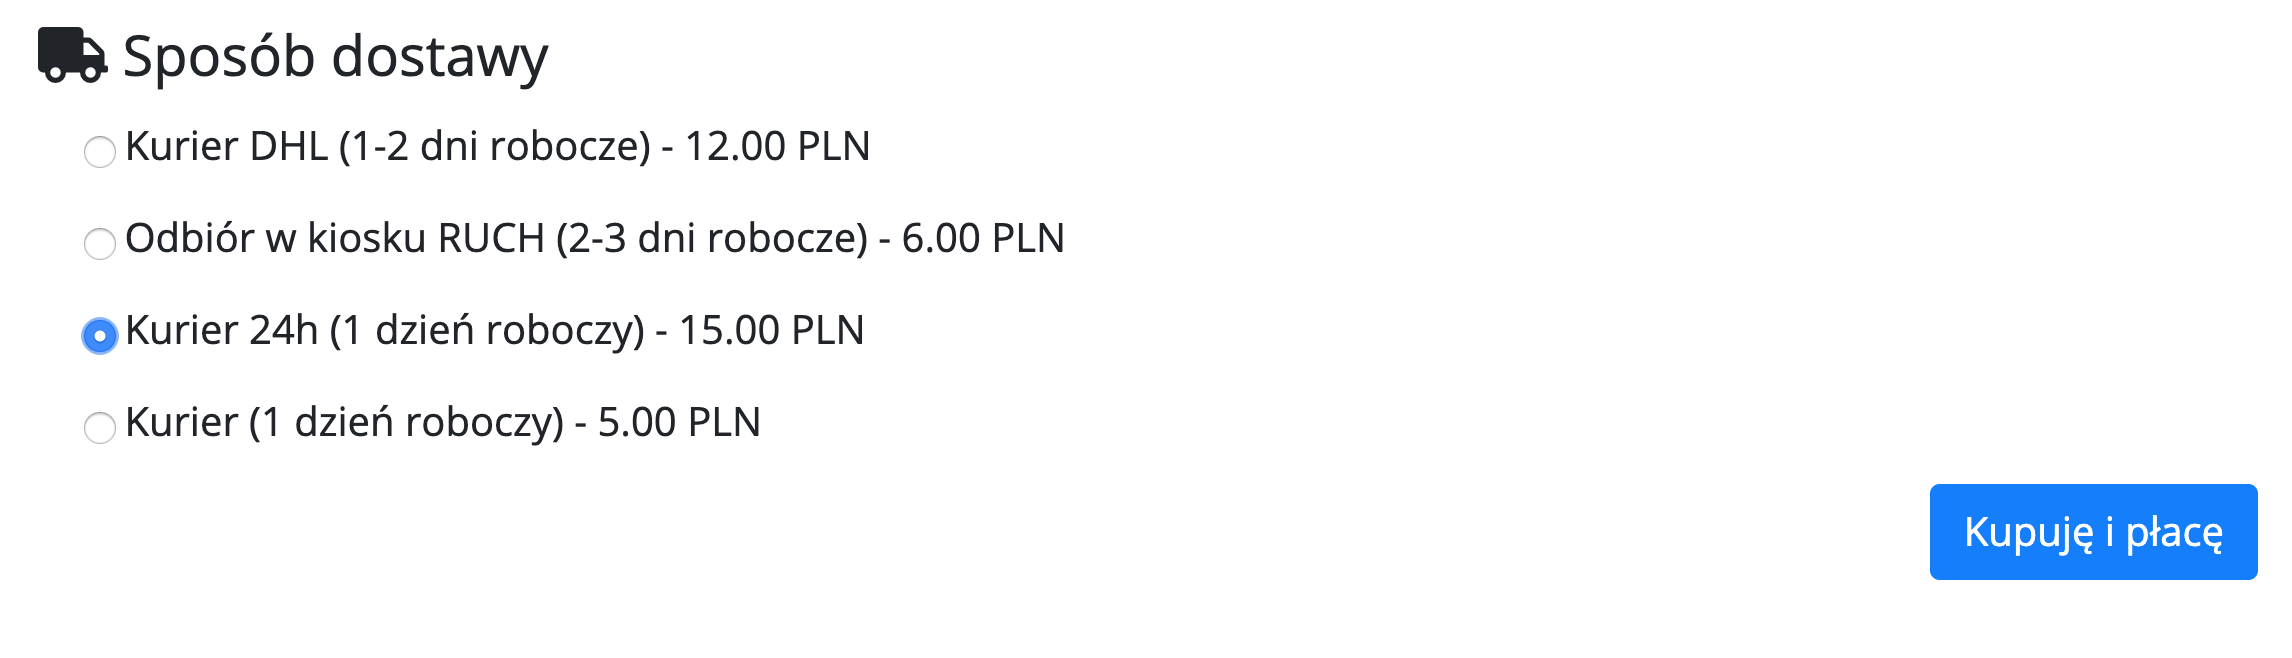 Sposób dostawy
Kurier DHL (1-2 dni robocze) - 12.00 PLN
Odbiór w kiosku RUCH (2-3 dni robocze) - 6.00 PLN
Kurier 24h (1 dzień roboczy) - 15.00 PLN
Kurier (1 dzień roboczy) - 5.00 PLN
Kupuję i płacę